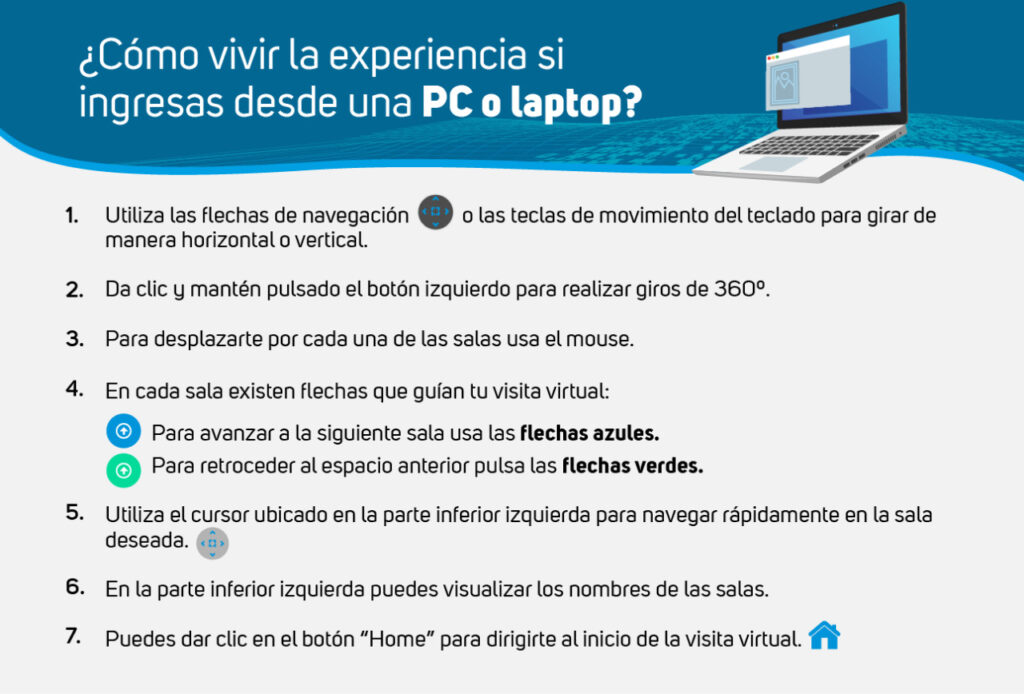 ¿Cómo vivir la experiencia si
ingresas desde una PC o laptop?
1. Utiliza las flechas de navegación o las teclas de movimiento del teclado para girar de
manera horizontal o vertical.
2. Da clic y mantén pulsado el botón izquierdo para realizar giros de 360º.
3. Para desplazarte por cada una de las salas usa el mouse.
4. En cada sala existen flechas que guían tu visita virtual:
Para avanzar a la siguiente sala usa las flechas azules.
Para retroceder al espacio anterior pulsa las flechas verdes.
5. Utiliza el cursor ubicado en la parte inferior izquierda para navegar rápidamente en la sala
deseada.
6. En la parte inferior izquierda puedes visualizar los nombres de las salas.
7. Puedes dar clic en el botón “Home” para dirigirte al inicio de la visita virtual.